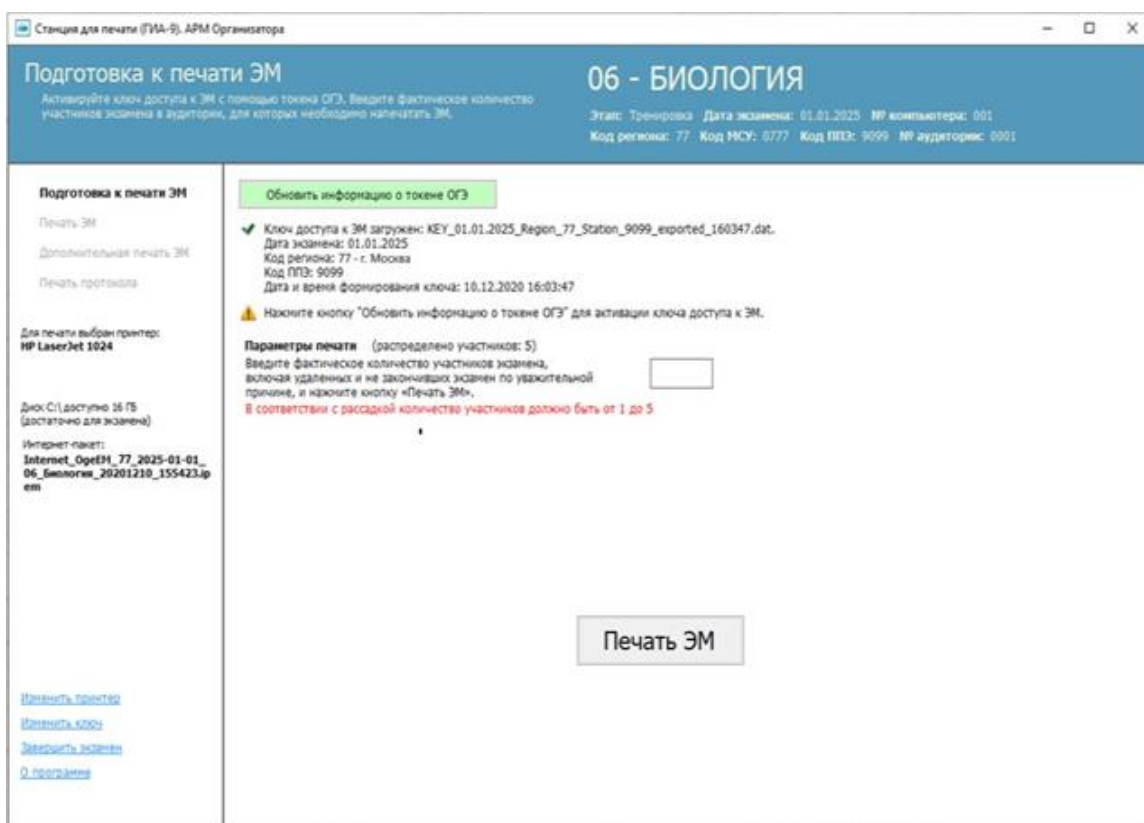 Станция для печати (ГИА-9). АРМ Организатора
Подготовка к печати ЭМ
Активируйте ключ доступа к ЭМ с помощью токена ОГЭ. Введите фактическое количество
участников экзамена в аудитории, для которых необходимо напечатать ЭМ.
06 - БИОЛОГИЯ
Этап: Тренировка Дата экзамена: 01.01.2025 № компьютера: 001
Код региона: 77 Код МСУ: 0777 Код ППЭ: 9099 № аудитории: 0001
Подготовка к печати ЭМ
Печать ЭМ
Дополнительная печать ЭМ
Печать протокола
Для печати выбран принтер:
HP LaserJet 1024
Диск C:\ доступно 16 ГБ
(достаточно для экзамена)
Интернет-пакет:
Internet_OgeEM_77_2025-01-01_
06_Биология_20201210_155423.ip
em
Изменить принтер
Изменить ключ
Завершить экзамен
О программе
Обновить информацию о токене ОГЭ
Ключ доступа к ЭМ загружен: KEY_01.01.2025_Region_77_Station_9099_exported_160347.dat.
Дата экзамена: 01.01.2025
Код региона: 77 - г. Москва
Код ППЭ: 9099
Дата и время формирования ключа: 10.12.2020 16:03:47
Нажмите кнопку "Обновить информацию о токене ОГЭ" для активации ключа доступа к ЭМ.
Параметры печати (распределено участников: 5)
Введите фактическое количество участников экзамена,
включая удаленных и не закончивших экзамен по уважительной
причине, и нажмите кнопку «Печать ЭМ».
В соответствии с рассадкой количество участников должно быть от 1 до 5
Печать ЭМ